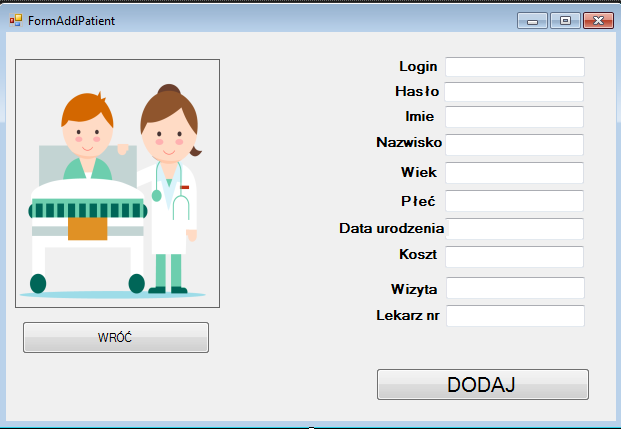 FormAddPatient
Login
Hasło
Imie
Nazwisko
Wiek
Płeć
Data urodzenia
Koszt
Wizyta
Lekarz nr
WRÓĆ
DODAJ